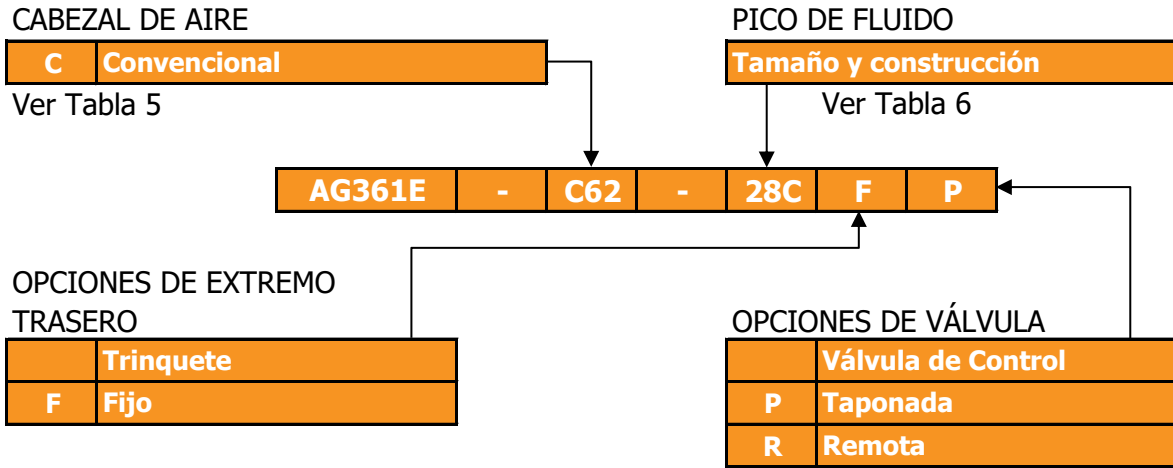 CABEZAL DE AIRE
C Convencional
Ver Tabla 5
PICO DE FLUIDO
Tamaño y construcción
Ver Tabla 6
AG361E - C62 - 28C F P
OPCIONES DE EXTREMO
TRASERO
Trinquete
F Fijo
OPCIONES DE VÁLVULA
Válvula de Control
P Taponada
R Remota